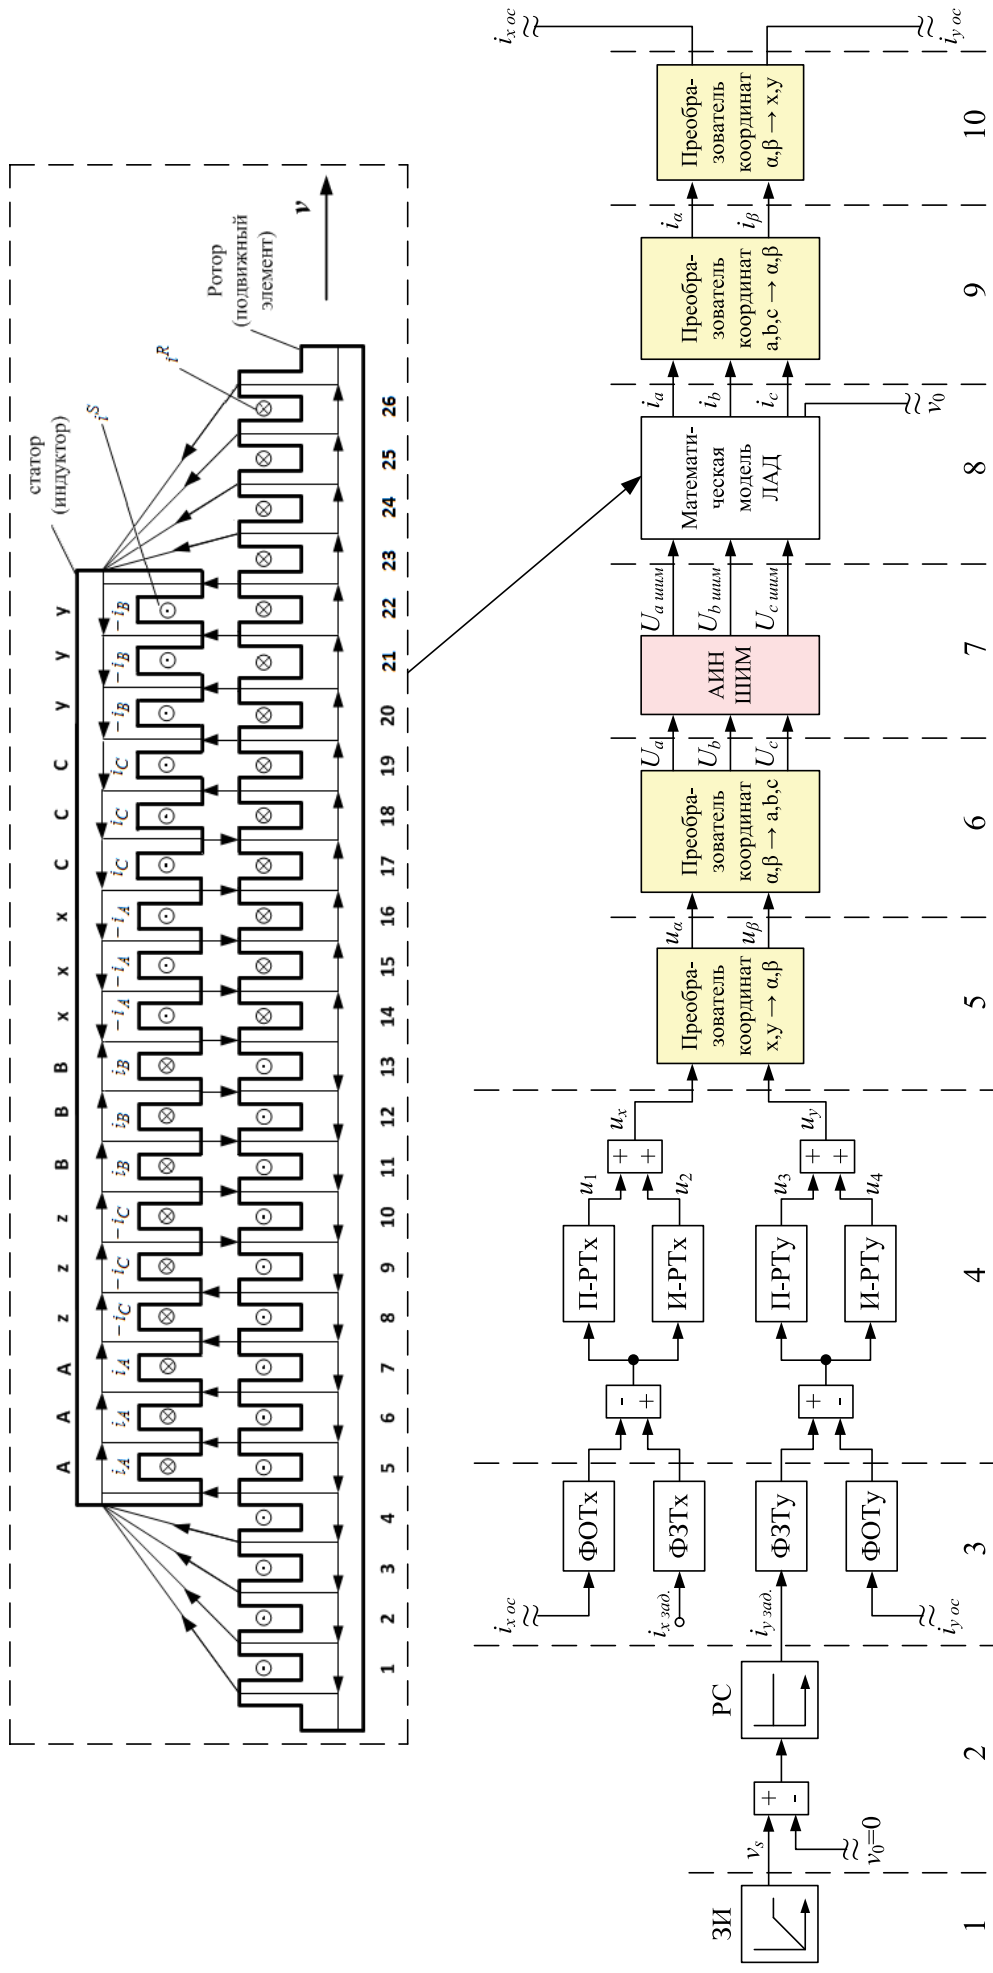 A A A z z z B B B x x x C C C y y y
i_A i_A i_A −i_C −i_C −i_C i_B i_B i_B −i_A −i_A −i_A i_C i_C i_C −i_B −i_B −i_B
статор
(индуктор)
i^S
i^R
Ротор
(подвижный
элемент)
v
1 2 3 4 5 6 7 8 9 10 11 12 13 14 15 16 17 18 19 20 21 22 23 24 25 26
ЗИ
v_s
+
-
v_0=0
РС
i_x ос
i_x зад.
i_y зад.
i_y ос
ФОТх
ФЗТх
ФЗТу
ФОТу
-
+
+
-
П-РТх
И-РТх
П-РТу
И-РТу
u_1
u_2
u_3
u_4
+
+
+
+
u_x
u_y
Преобра-
зователь
координат
x,y → α,β
u_α
u_β
Преобра-
зователь
координат
α,β → a,b,c
U_a
U_b
U_c
АИН
ШИМ
U_a шим
U_b шим
U_c шим
Математи-
ческая
модель
ЛАД
i_a
i_b
i_c
v_0
Преобра-
зователь
координат
a,b,c → α,β
i_α
i_β
Преобра-
зователь
координат
α,β → x,y
i_x ос
i_y ос
1 2 3 4 5 6 7 8 9 10